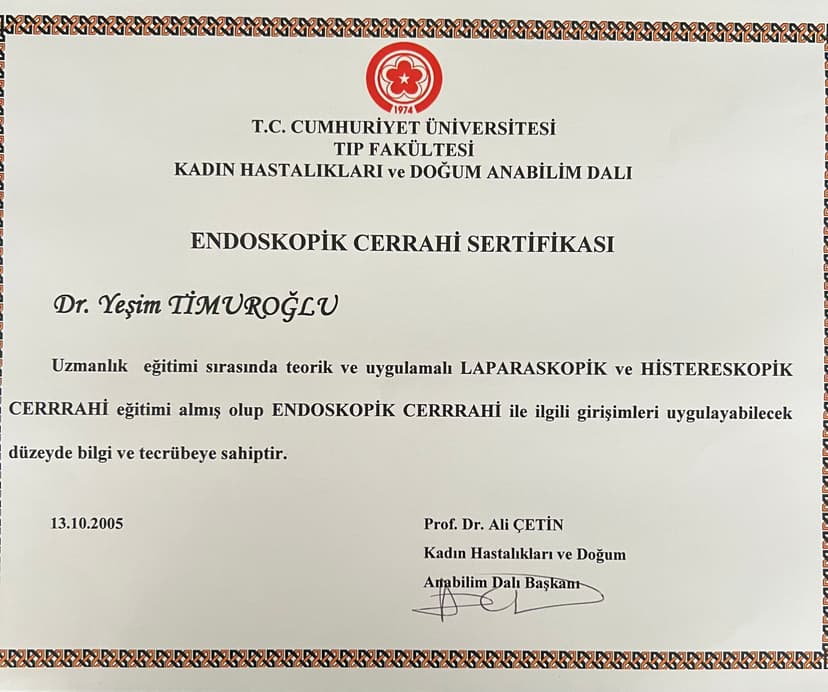 1974
T.C. CUMHURİYET ÜNİVERSİTESİ
TIP FAKÜLTESİ
KADIN HASTALIKLARI ve DOĞUM ANABİLİM DALI
ENDOSKOPİK CERRAHİ SERTİFİKASI
Dr. Yeşim TİMUROĞLU
Uzmanlık eğitimi sırasında teorik ve uygulamalı LAPARASKOPİK ve HİSTERESKOPİK
CERRRAHİ eğitimi almış olup ENDOSKOPİK CERRRAHİ ile ilgili girişimleri uygulayabilecek
düzeyde bilgi ve tecrübeye sahiptir.
13.10.2005
Prof. Dr. Ali ÇETİN
Kadın Hastalıkları ve Doğum
Anabilim Dalı Başkanı